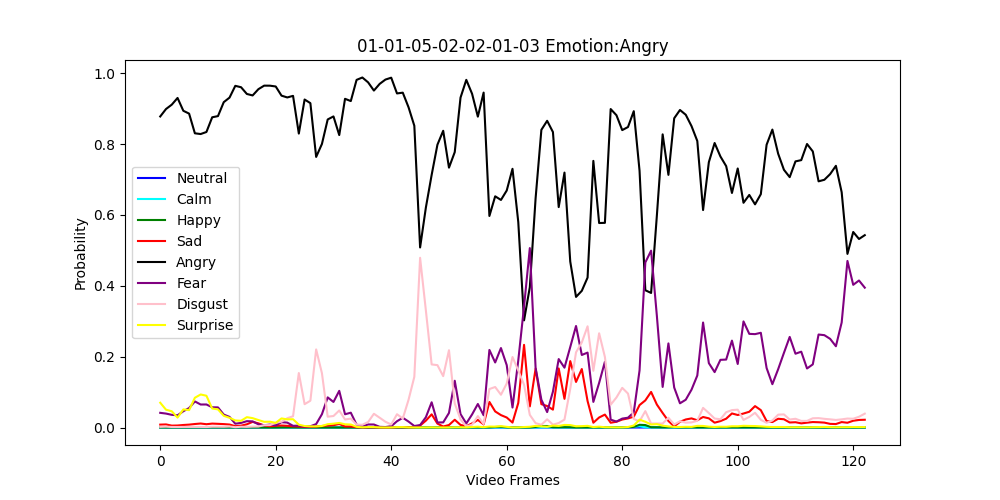 01-01-05-02-02-01-03 Emotion:Angry
1.0
0.8
0.6
0.4
0.2
0.0
Probability
Neutral
Calm
Happy
Sad
Angry
Fear
Disgust
Surprise
0 20 40 60 80 100 120
Video Frames